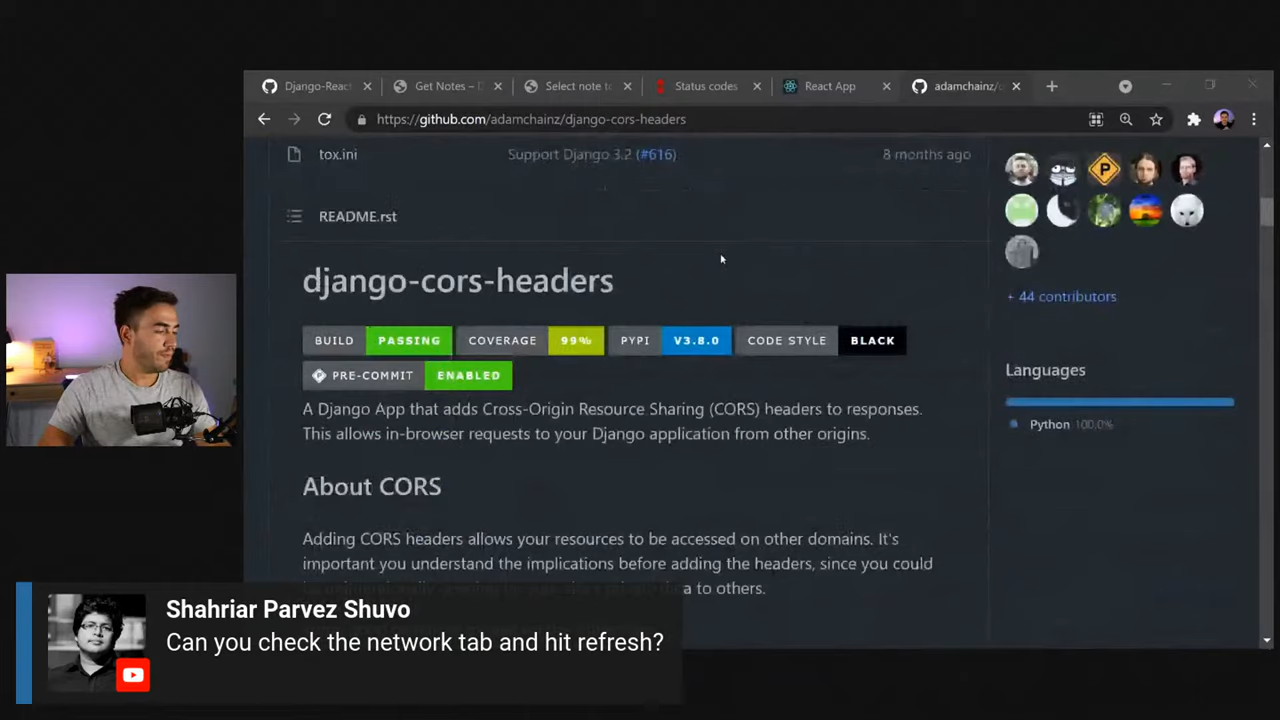 Django-Reac
Get Notes – D
Select note to
Status codes
React App
adamchainz/d
https://github.com/adamchainz/django-cors-headers
tox.ini
Support Django 3.2 (#616)
8 months ago
README.rst
+ 44 contributors
django-cors-headers
BUILD PASSING
COVERAGE 99%
PYPI V3.8.0
CODE STYLE BLACK
PRE-COMMIT ENABLED
Languages
Python 100.0%
A Django App that adds Cross-Origin Resource Sharing (CORS) headers to responses.
This allows in-browser requests to your Django application from other origins.
About CORS
Adding CORS headers allows your resources to be accessed on other domains. It's
important you understand the implications before adding the headers, since you could
to others.
Shahriar Parvez Shuvo
Can you check the network tab and hit refresh?